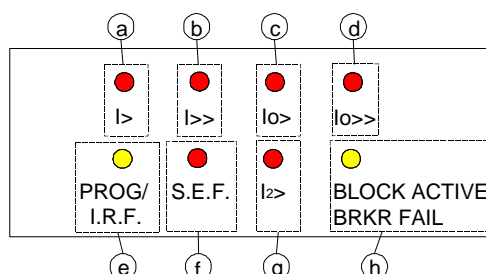 a b c d
I> I>> Io> Io>>
PROG/ S.E.F. I2> BLOCK ACTIVE
I.R.F. BRKR FAIL
e f g h